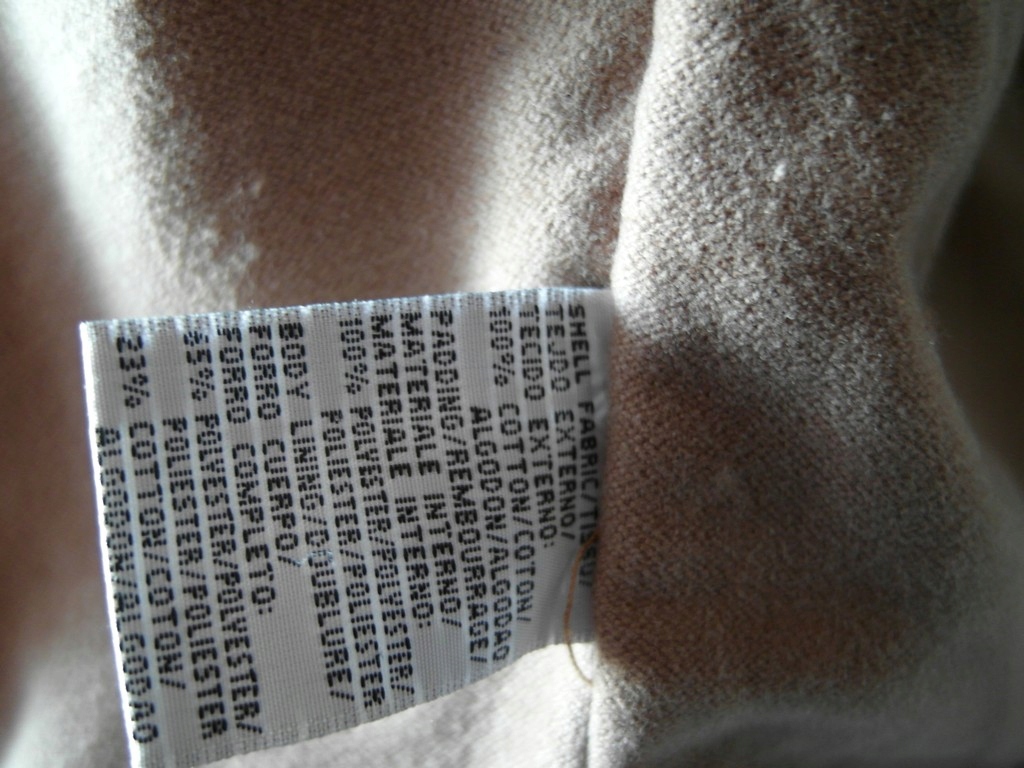 SHELL FABRIC/
TEJIDO EXTERNO/
TECIDO EXTERNO:
100% COTTON/COTON/
ALGODON/ALGODAO
PADDING/REMBOURRAGE/
MATERIALE INTERNO/
MATERIALE INTERNO:
100% POLYESTER/POLYESTER/
POLIESTER/POLIESTER
BODY LINING/DOUBLURE/
FORRO CUERPO/
FORRO COMPLETO:
65% POLYESTER/POLYESTER/
POLIESTER/POLIESTER
23% COTTON/COTON/
ALGODON/ALGODAO